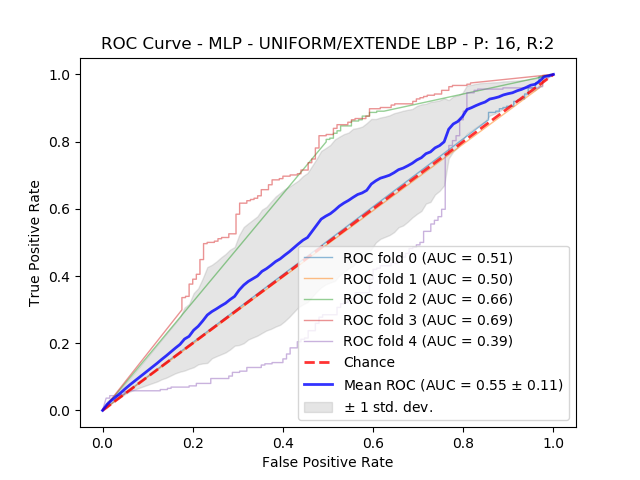 ROC Curve - MLP - UNIFORM/EXTENDE LBP - P: 16, R:2
True Positive Rate
1.0
0.8
0.6
0.4
0.2
0.0
ROC fold 0 (AUC = 0.51)
ROC fold 1 (AUC = 0.50)
ROC fold 2 (AUC = 0.66)
ROC fold 3 (AUC = 0.69)
ROC fold 4 (AUC = 0.39)
Chance
Mean ROC (AUC = 0.55 ± 0.11)
± 1 std. dev.
0.0 0.2 0.4 0.6 0.8 1.0
False Positive Rate